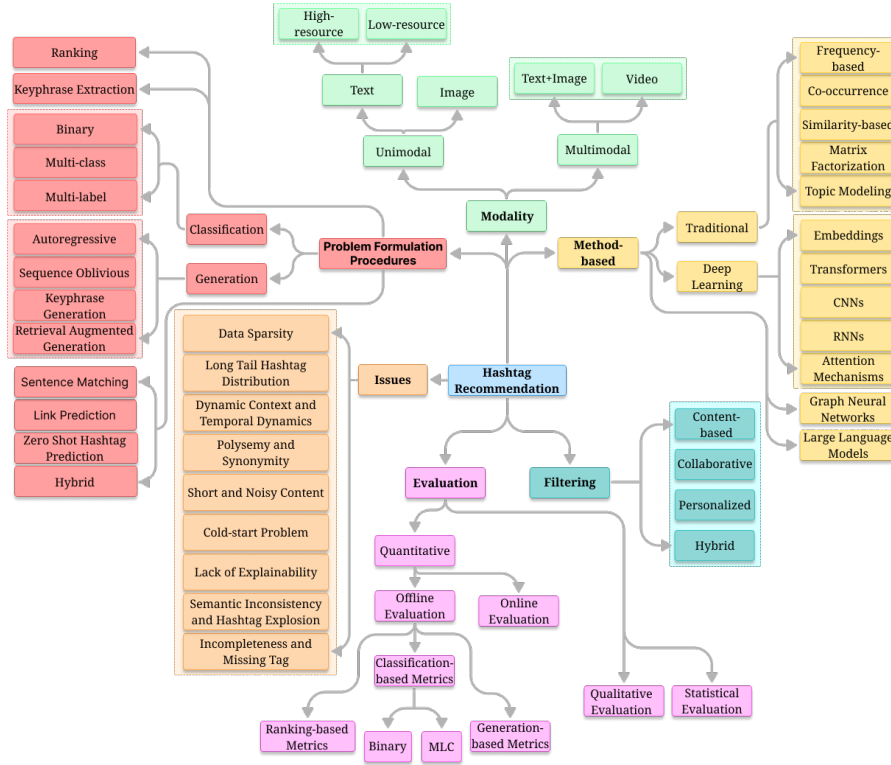 High-
resource
Low-resource
Text
Image
Text+Image
Video
Unimodal
Multimodal
Modality
Ranking
Keyphrase Extraction
Binary
Multi-class
Multi-label
Classification
Autoregressive
Sequence Oblivious
Keyphrase
Generation
Retrieval Augmented
Generation
Generation
Problem Formulation
Procedures
Sentence Matching
Link Prediction
Zero Shot Hashtag
Prediction
Hybrid
Method-
based
Traditional
Deep
Learning
Frequency-
based
Co-occurrence
Similarity-based
Matrix
Factorization
Topic Modeling
Embeddings
Transformers
CNNs
RNNs
Attention
Mechanisms
Graph Neural
Networks
Large Language
Models
Data Sparsity
Long Tail Hashtag
Distribution
Dynamic Context and
Temporal Dynamics
Polysemy and
Synonymity
Short and Noisy Content
Cold-start Problem
Lack of Explainability
Semantic Inconsistency
and Hashtag Explosion
Incompleteness and
Missing Tag
Issues
Hashtag
Recommendation
Evaluation
Filtering
Content-
based
Collaborative
Personalized
Hybrid
Quantitative
Offline
Evaluation
Online
Evaluation
Classification-
based Metrics
Ranking-based
Metrics
Binary
MLC
Generation-
based Metrics
Qualitative
Evaluation
Statistical
Evaluation